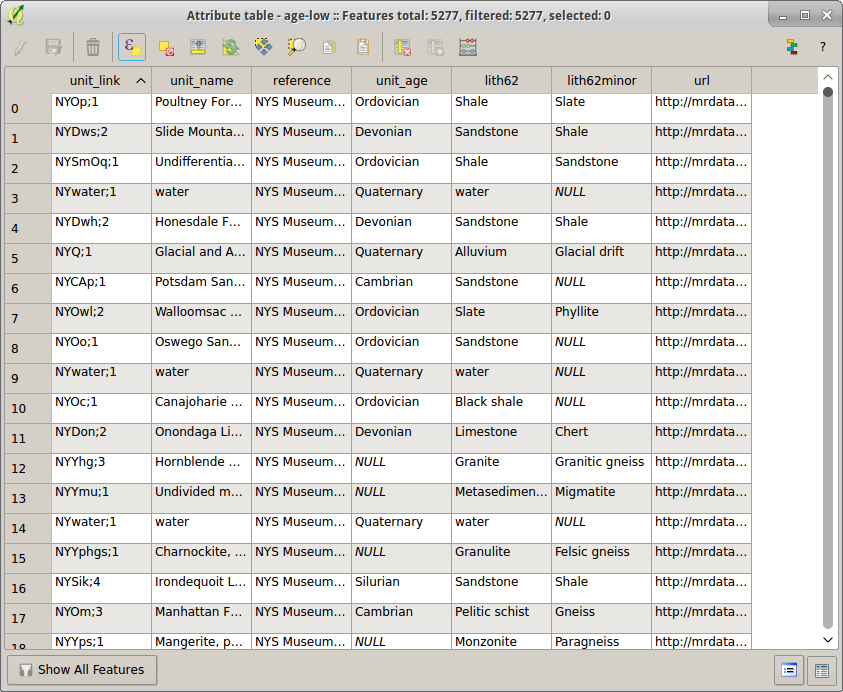 Attribute table - age-low :: Features total: 5277, filtered: 5277, selected: 0
ε ?
unit_link unit_name reference unit_age lith62 lith62minor url
0 NYOp;1 Poultney For... NYS Museum... Ordovician Shale Slate http://mrdata...
1 NYDws;2 Slide Mounta... NYS Museum... Devonian Sandstone Shale http://mrdata...
2 NYSmOq;1 Undifferentia... NYS Museum... Ordovician Shale Sandstone http://mrdata...
3 NYwater;1 water NYS Museum... Quaternary water NULL http://mrdata...
4 NYDwh;2 Honesdale F... NYS Museum... Devonian Sandstone Shale http://mrdata...
5 NYQ;1 Glacial and A... NYS Museum... Quaternary Alluvium Glacial drift http://mrdata...
6 NYCAp;1 Potsdam San... NYS Museum... Cambrian Sandstone NULL http://mrdata...
7 NYOwl;2 Walloomsac ... NYS Museum... Ordovician Slate Phyllite http://mrdata...
8 NYOo;1 Oswego San... NYS Museum... Ordovician Sandstone NULL http://mrdata...
9 NYwater;1 water NYS Museum... Quaternary water NULL http://mrdata...
10 NYOc;1 Canajoharie ... NYS Museum... Ordovician Black shale NULL http://mrdata...
11 NYDon;2 Onondaga Li... NYS Museum... Devonian Limestone Chert http://mrdata...
12 NYYhg;3 Hornblende ... NYS Museum... NULL Granite Granitic gneiss http://mrdata...
13 NYYmu;1 Undivided m... NYS Museum... NULL Metasedimen... Migmatite http://mrdata...
14 NYwater;1 water NYS Museum... Quaternary water NULL http://mrdata...
15 NYYphgs;1 Charnockite, ... NYS Museum... NULL Granulite Felsic gneiss http://mrdata...
16 NYSik;4 Irondequoit L... NYS Museum... Silurian Sandstone Shale http://mrdata...
17 NYOm;3 Manhattan F... NYS Museum... Cambrian Pelitic schist Gneiss http://mrdata...
18 NYYps;1 Mangerite, p... NYS Museum... NULL Monzonite Paragneiss http://mrdata...
Show All Features